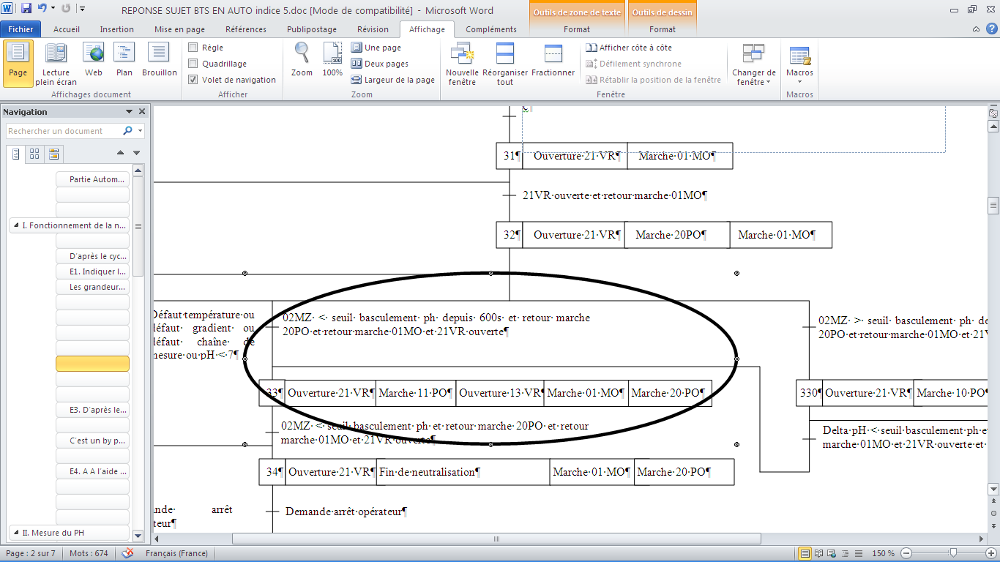 REPONSE SUJET BTS EN AUTO indice 5.doc [Mode de compatibilité] - Microsoft Word
Outils de zone de texte
Outils de dessin
Fichier Accueil Insertion Mise en page Références Publipostage Révision Affichage Compléments Format Format
Page
Lecture plein écran
Web
Plan
Brouillon
Affichages document
Règle
Quadrillage
Volet de navigation
Afficher
Zoom
100%
Une page
Deux pages
Largeur de la page
Zoom
Nouvelle fenêtre
Réorganiser tout
Fractionner
Afficher côte à côte
Défilement synchrone
Rétablir la position de la fenêtre
Fenêtre
Changer de fenêtre
Macros
Macros
Navigation
Rechercher un document
Partie Autom...
I. Fonctionnement de la n...
D'après le cyc...
E1. Indiquer l...
Les grandeur...
E3. D'après le...
C'est un by p...
E4. A A l'aide ...
II. Mesure du PH
31¶ Ouverture·21·VR¶ Marche·01·MO¶
21VR·ouverte·et·retour·marche·01MO¶
32¶ Ouverture·21·VR¶ Marche·20PO¶ Marche·01·MO¶
Défaut·température·ou
défaut· gradient· ou
défaut· chaîne· de
mesure·ou·pH·<·7¶
02MZ· <· seuil· basculement· ph· depuis· 600s· et· retour· marche
20PO·et·retour·marche·01MO·et·21VR·ouverte¶
02MZ· >· seuil· basculement· ph· de
20PO·et·retour·marche·01MO·et·21V
33¶ Ouverture·21·VR¶ Marche·11·PO¶ Ouverture·13·VR¶ Marche·01·MO¶ Marche·20·PO¶
330¶ Ouverture·21·VR¶ Marche·10·PO¶
02MZ· <· seuil· basculement· ph· et· retour· marche· 20PO· et· retour
marche·01MO·et·21VR·ouverte¶
Delta·pH·<·seuil·basculement·ph·e
marche·01MO·et·21VR·ouverte·et·
34¶ Ouverture·21·VR¶ Fin·de·neutralisation¶ Marche·01·MO¶ Marche·20·PO¶
nde· arrêt
teur¶
Demande·arrêt·opérateur¶
Page : 2 sur 7 Mots : 674 Français (France) 150 %